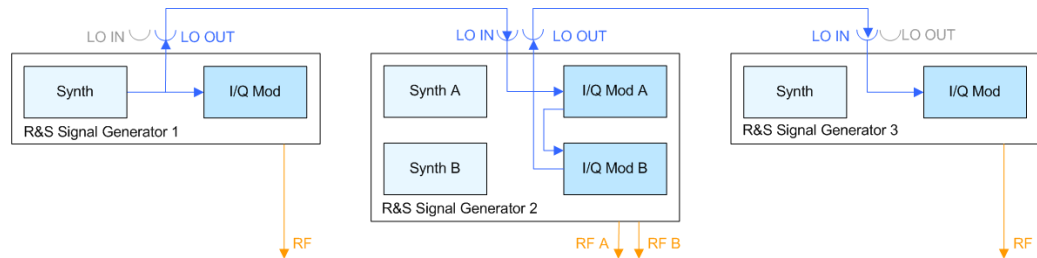 LO IN
LO OUT
Synth
I/Q Mod
R&S Signal Generator 1
RF
LO IN
LO OUT
Synth A
I/Q Mod A
Synth B
I/Q Mod B
R&S Signal Generator 2
RF A
RF B
LO IN
LO OUT
Synth
I/Q Mod
R&S Signal Generator 3
RF